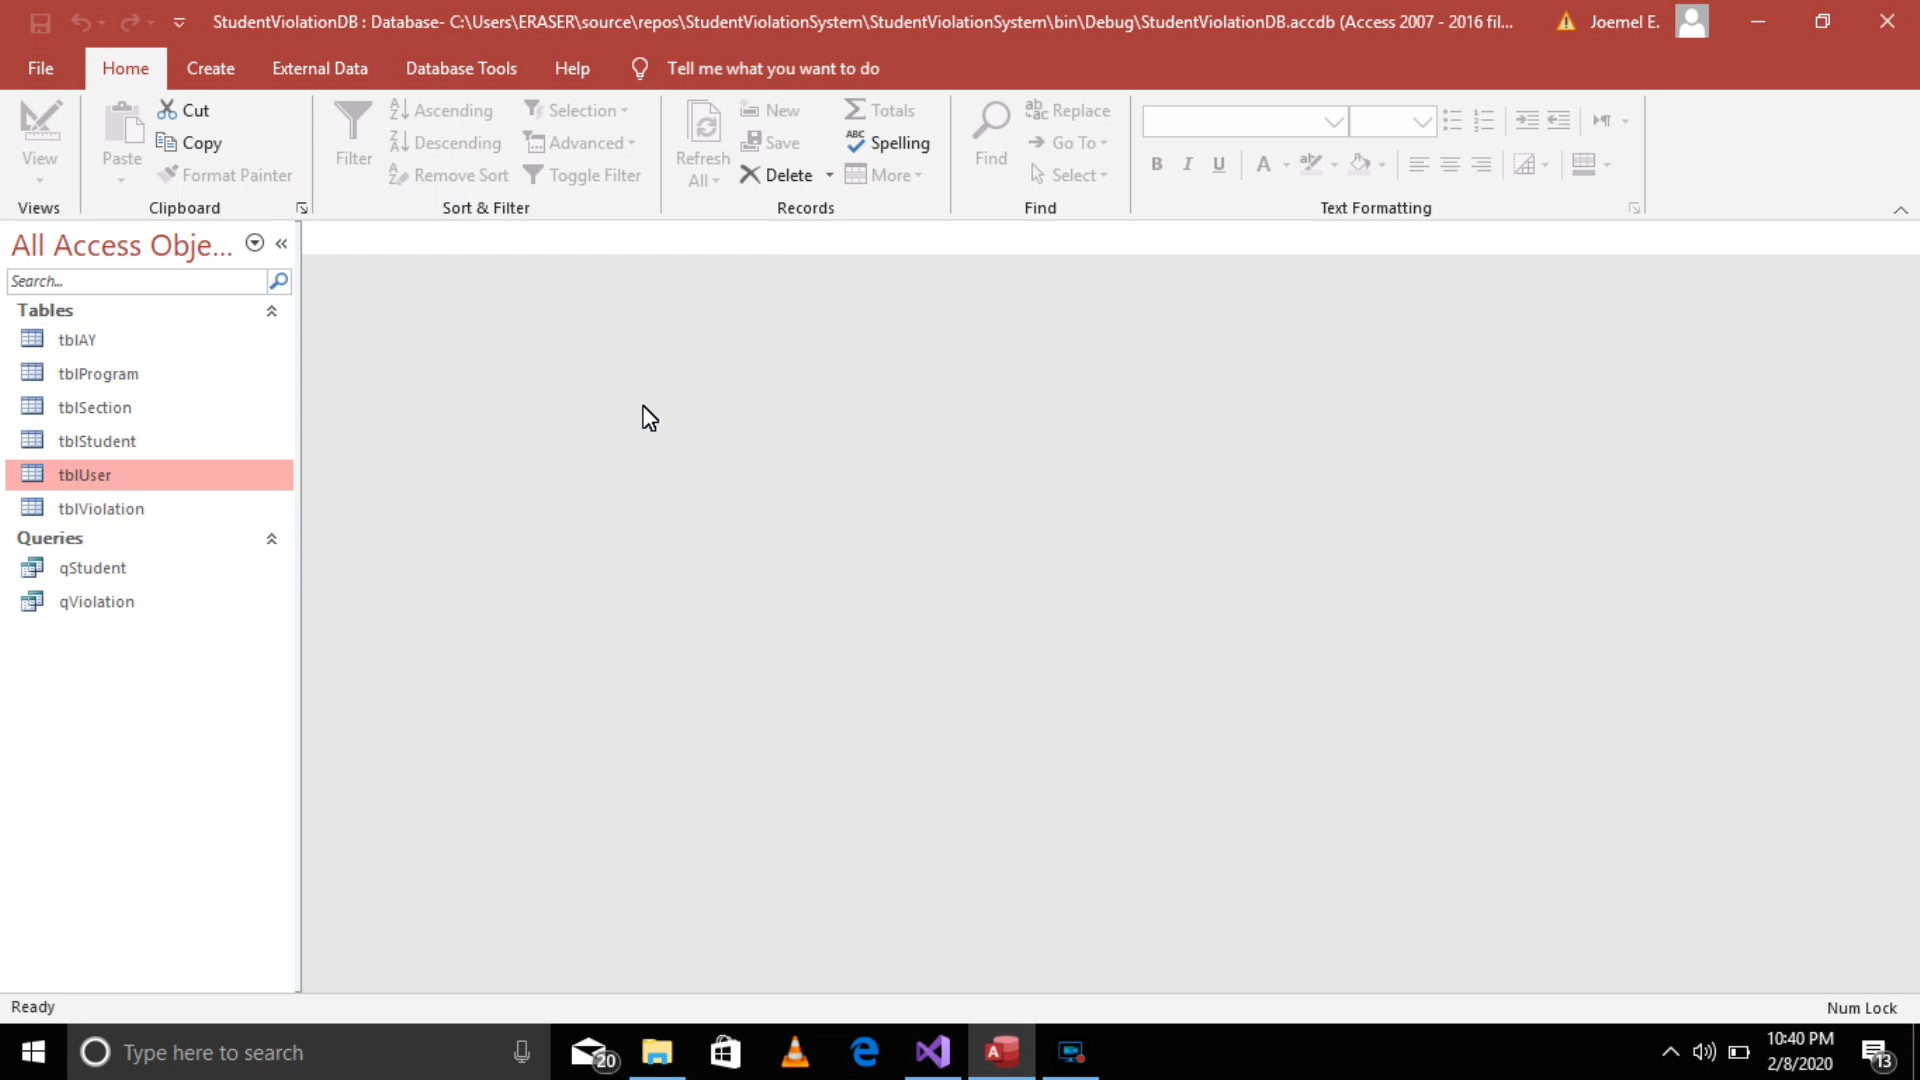 StudentViolationDB : Database- C:\Users\ERASER\source\repos\StudentViolationSystem\StudentViolationSystem\bin\Debug\StudentViolationDB.accdb (Access 2007 - 2016 fil...
Joemel E.
File Home Create External Data Database Tools Help Tell me what you want to do
View
Views
Paste
Cut
Copy
Format Painter
Clipboard
Filter
Ascending
Descending
Remove Sort
Selection
Advanced
Toggle Filter
Sort & Filter
Refresh
All
New
Save
Delete
Totals
Spelling
More
Records
Find
Replace
Go To
Select
Find
B I U A
Text Formatting
All Access Obje...
Search...
Tables
tblAY
tblProgram
tblSection
tblStudent
tblUser
tblViolation
Queries
qStudent
qViolation
Ready
Num Lock
Type here to search
20
10:40 PM
2/8/2020
13